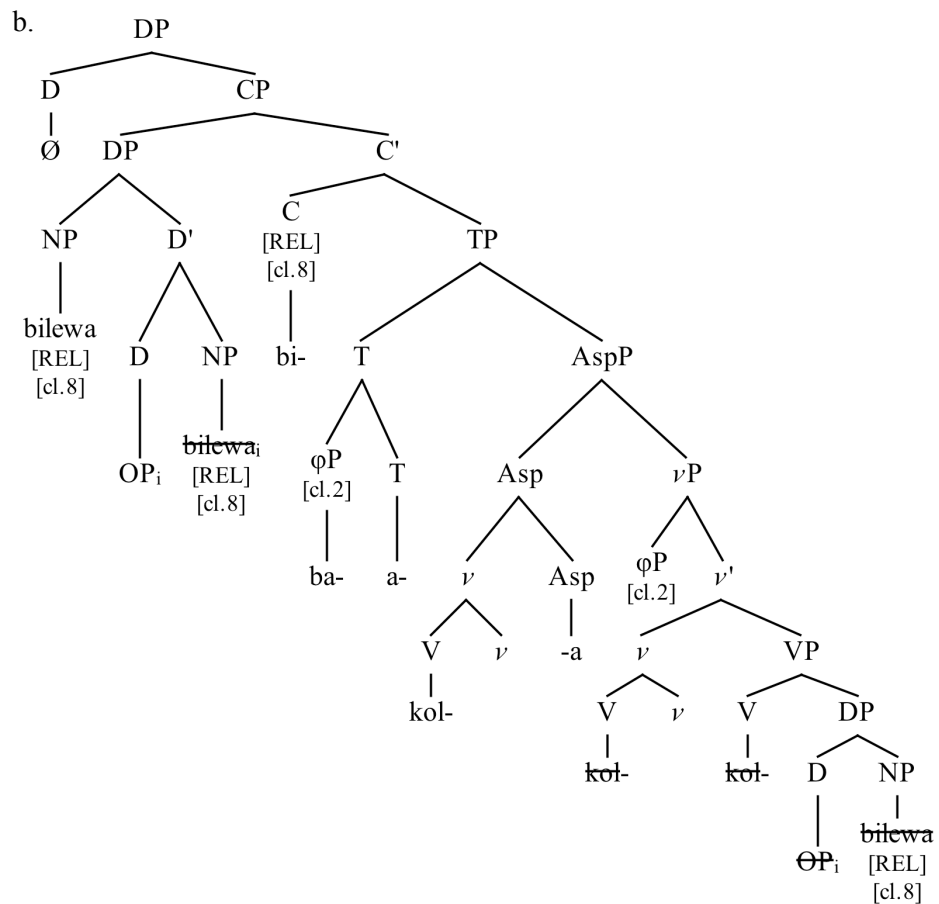 b.
DP
D CP
Ø DP C'
NP D' C TP
[REL]
[cl.8]
bilewa D NP bi- T AspP
[REL]
[cl.8]
OPᵢ bilewaᵢ φP T Asp νP
[REL] [cl.2]
[cl.8]
ba- a- ν Asp φP ν'
[cl.2]
V ν -a ν VP
kol- V ν V DP
kol- kol- D NP
OPᵢ bilewa
[REL]
[cl.8]